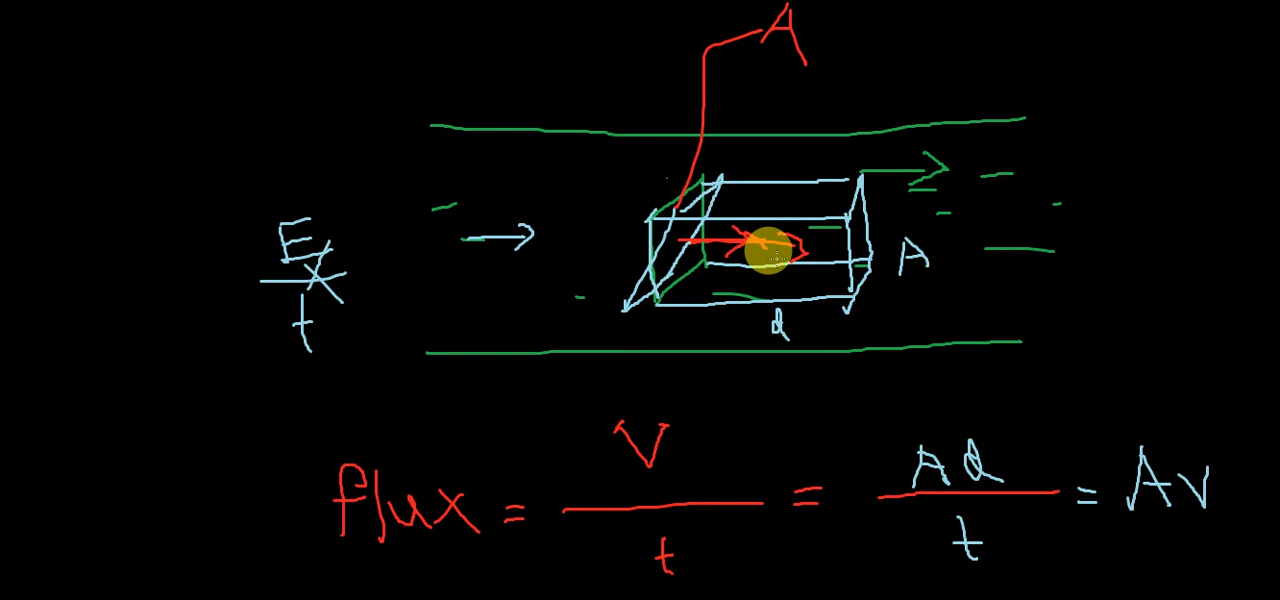 A
E
t
A
d
flux = V / t = Ad / t = Av